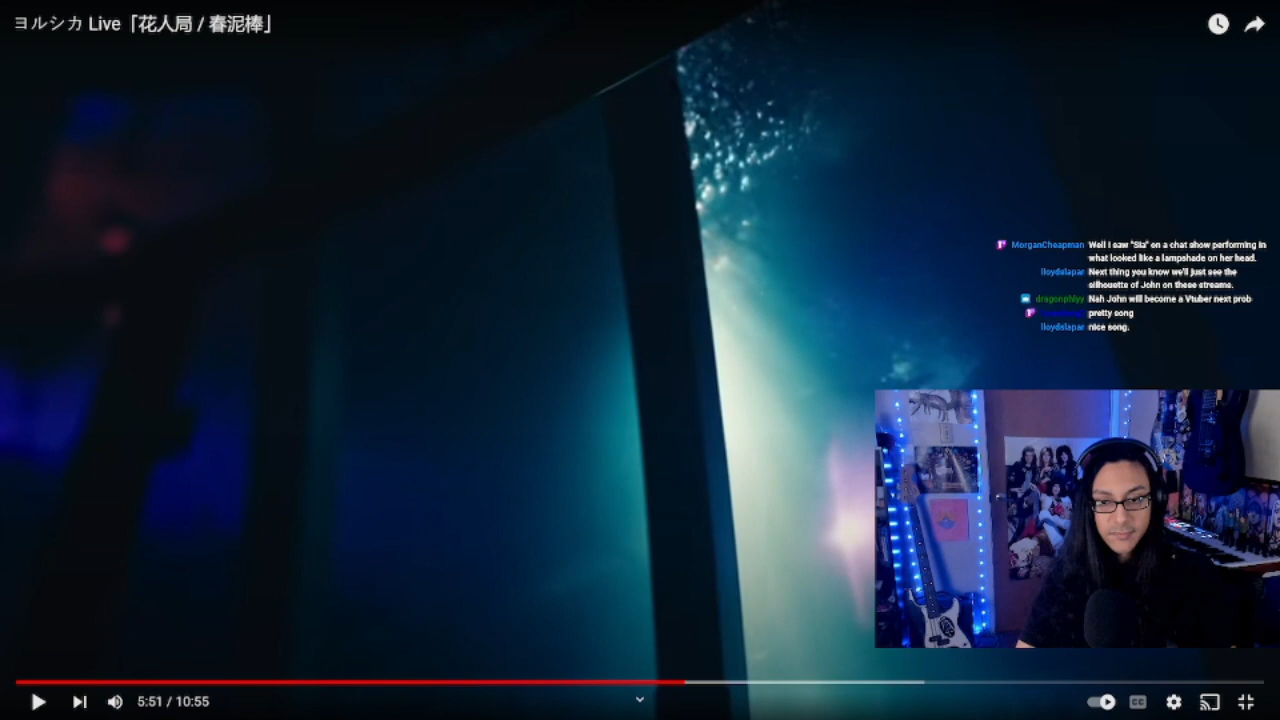 ヨルシカ Live「花人局 / 春泥棒」
MorganCheapman Well I saw "Sia" on a chat show performing in
what looked like a lampshade on her head.
lloydslapar Next thing you know we'll just see the
silhouette of John on these streams.
dragonphlyy Nah John will become a Vtuber next prob
pretty song
lloydslapar nice song.
5:51 / 10:55
CC